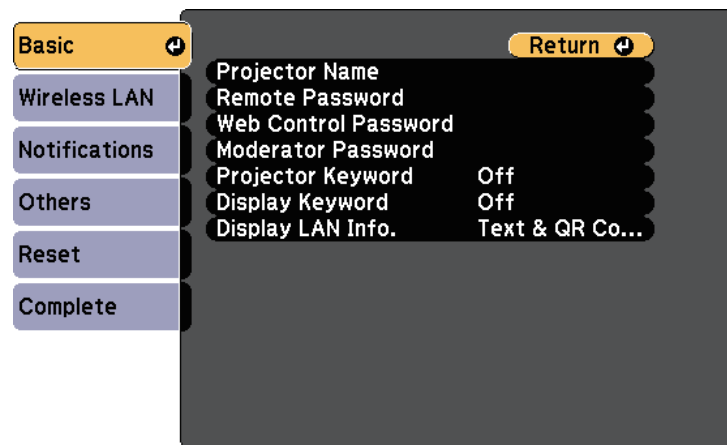 Basic
Wireless LAN
Notifications
Others
Reset
Complete
Return
Projector Name
Remote Password
Web Control Password
Moderator Password
Projector Keyword Off
Display Keyword Off
Display LAN Info. Text & QR Co...